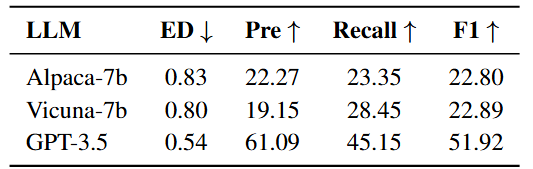 LLM ED ↓ Pre ↑ Recall ↑ F1 ↑
Alpaca-7b 0.83 22.27 23.35 22.80
Vicuna-7b 0.80 19.15 28.45 22.89
GPT-3.5 0.54 61.09 45.15 51.92